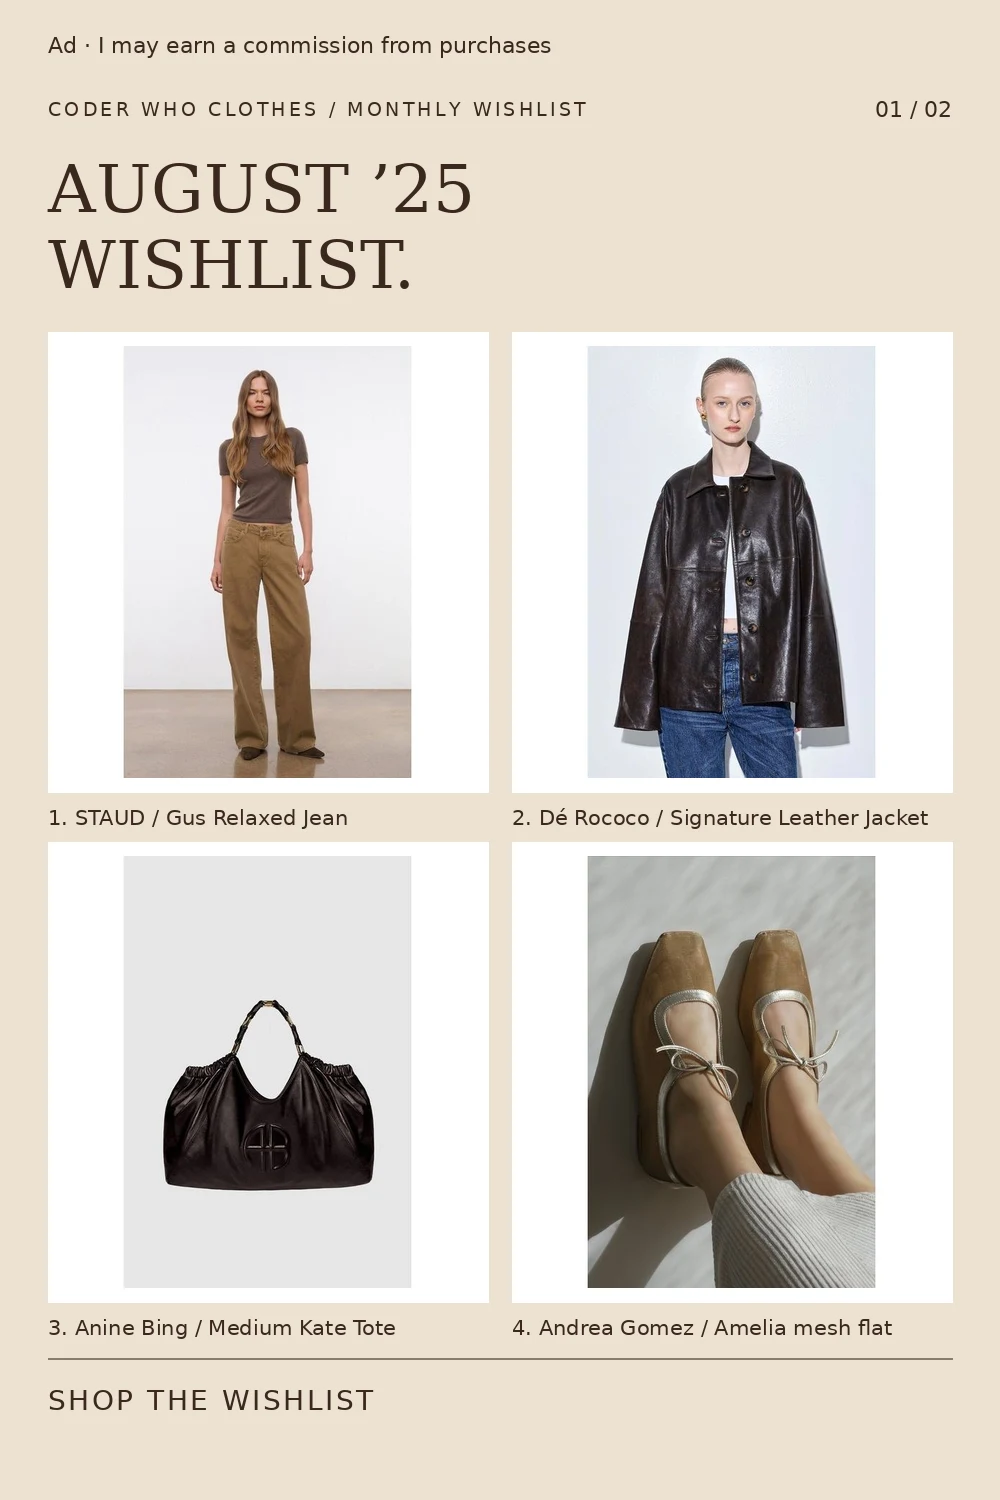 Ad · I may earn a commission from purchases
CODER WHO CLOTHES / MONTHLY WISHLIST
01 / 02
AUGUST ’25
WISHLIST.
1. STAUD / Gus Relaxed Jean
2. Dé Rococo / Signature Leather Jacket
3. Anine Bing / Medium Kate Tote
4. Andrea Gomez / Amelia mesh flat
SHOP THE WISHLIST